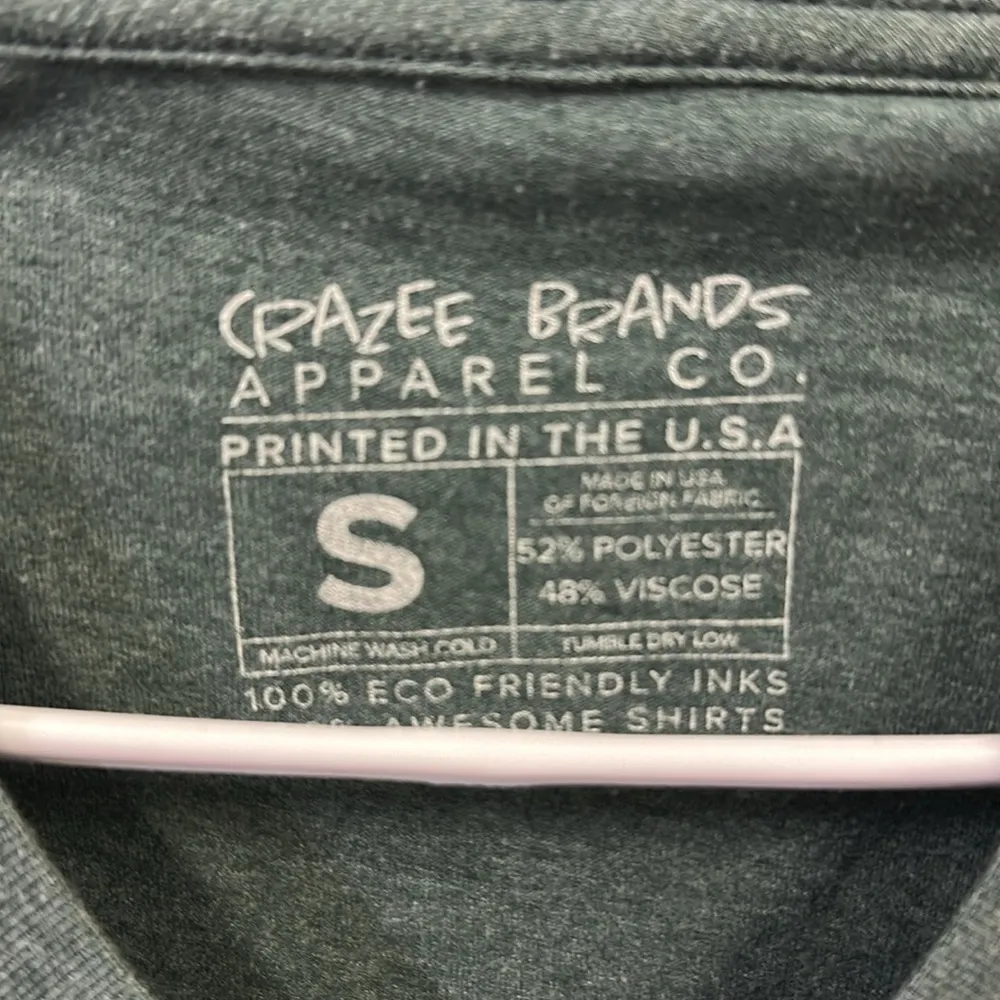 CRAZEE BRANDS
APPAREL CO.
PRINTED IN THE U.S.A
S
MADE IN USA
OF FOREIGN FABRIC
52% POLYESTER
48% VISCOSE
MACHINE WASH COLD
TUMBLE DRY LOW
100% ECO FRIENDLY INKS
AWESOME SHIRTS